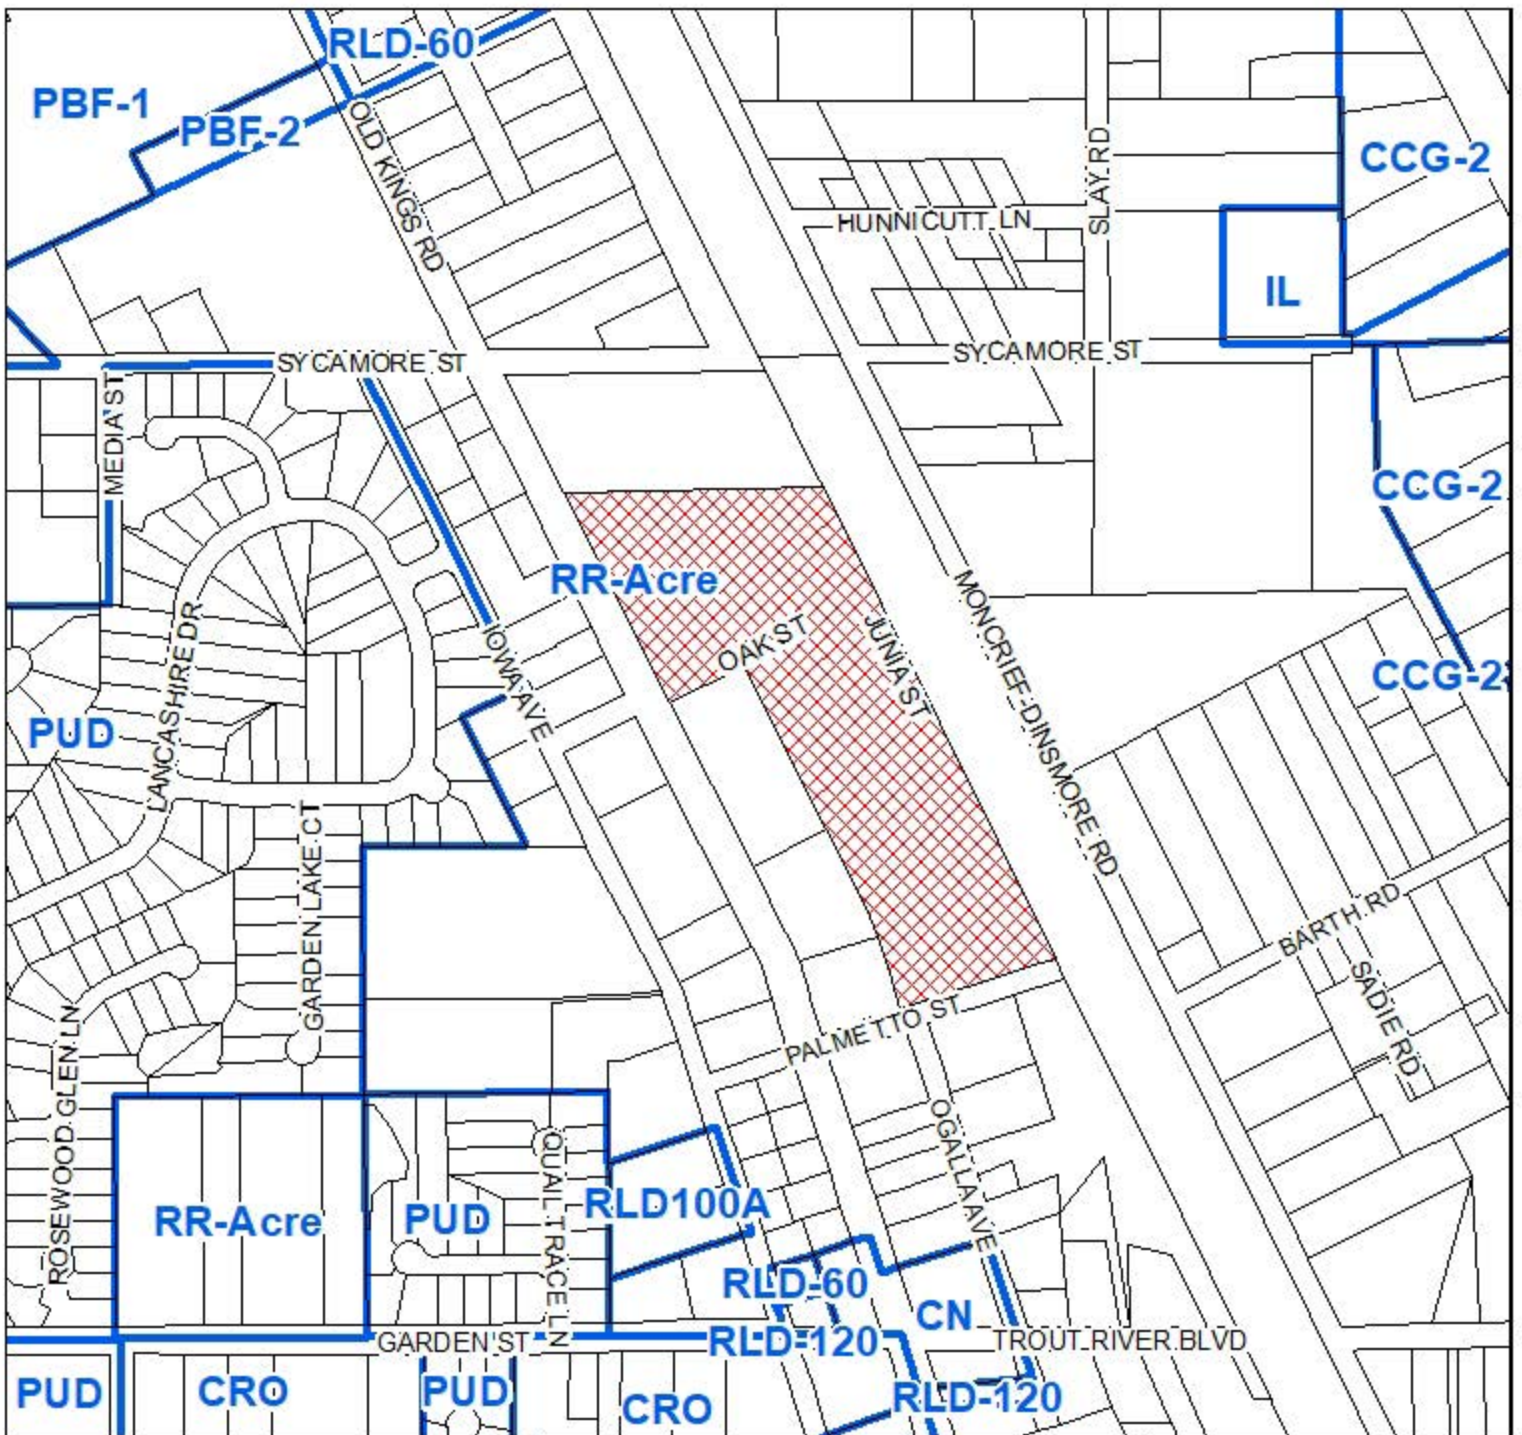 RLD-60
PBF-1
PBF-2
OLD KINGS RD
SLAY RD
CCG-2
HUNNICUTT LN
IL
SYCAMORE ST
SYCAMORE ST
MEDIA ST
CCG-2
RR-Acre
MONCRIEF-DINSMORE RD
OAK ST
JUNIA ST
IOWA AVE
LANCASHIRE DR
CCG-2
PUD
GARDEN LAKE CT
BARTH RD
SADIE RD
ROSEWOOD GLEN LN
PALMETTO ST
OGALLA AVE
QUAIL TRACE LN
RLD100A
RR-Acre
PUD
RLD-60
CN
GARDEN ST
RLD-120
TROUT RIVER BLVD
PUD
CRO
PUD
CRO
RLD-120